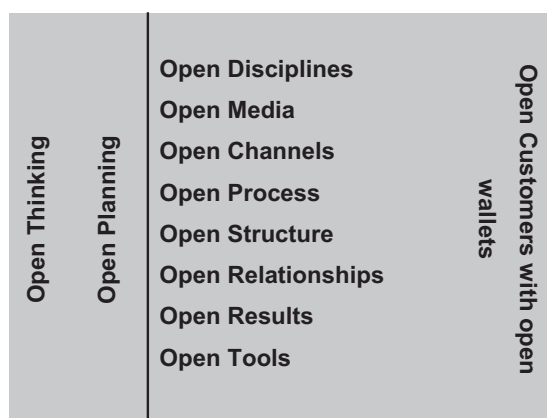 Open Thinking
Open Planning
Open Disciplines
Open Media
Open Channels
Open Process
Open Structure
Open Relationships
Open Results
Open Tools
Open Customers with open
wallets